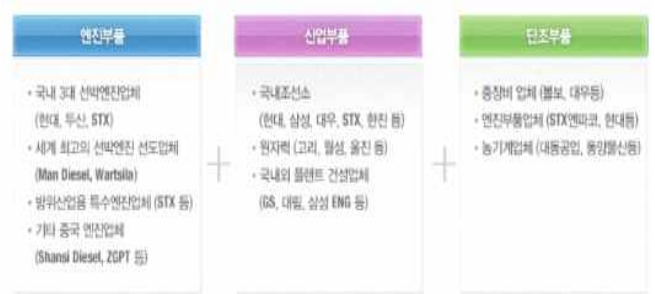 엔진부품
• 국내 3대 선박엔진업체
(현대, 두산, STX)
• 세계 최고의 선박엔진 선도업체
(Man Diesel, Wartsila)
• 방위산업용 특수엔진업체 (STX 등)
• 기타 중국 엔진업체
(Shansi Diesel, ZGPT 등)
+
산업부품
• 국내조선소
(현대, 삼성, 대우, STX, 한진 등)
• 원자력 (고리, 월성, 울진 등)
• 국내외 플랜트 건설업체
(GS, 대림, 삼성 ENG 등)
+
단조부품
• 중장비 업체 (볼보, 대우등)
• 엔진부품업체 (STX엔파코, 현대등)
• 농기계업체 (대동공업, 동양물산등)